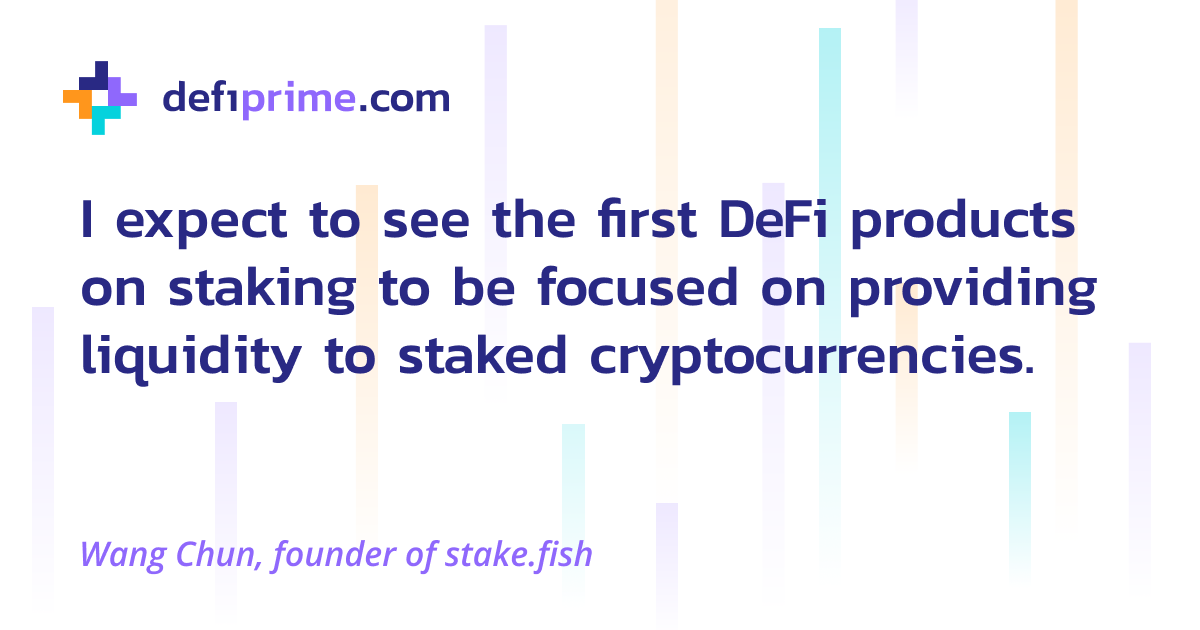 defiprime.com
I expect to see the first DeFi products
on staking to be focused on providing
liquidity to staked cryptocurrencies.
Wang Chun, founder of stake.fish